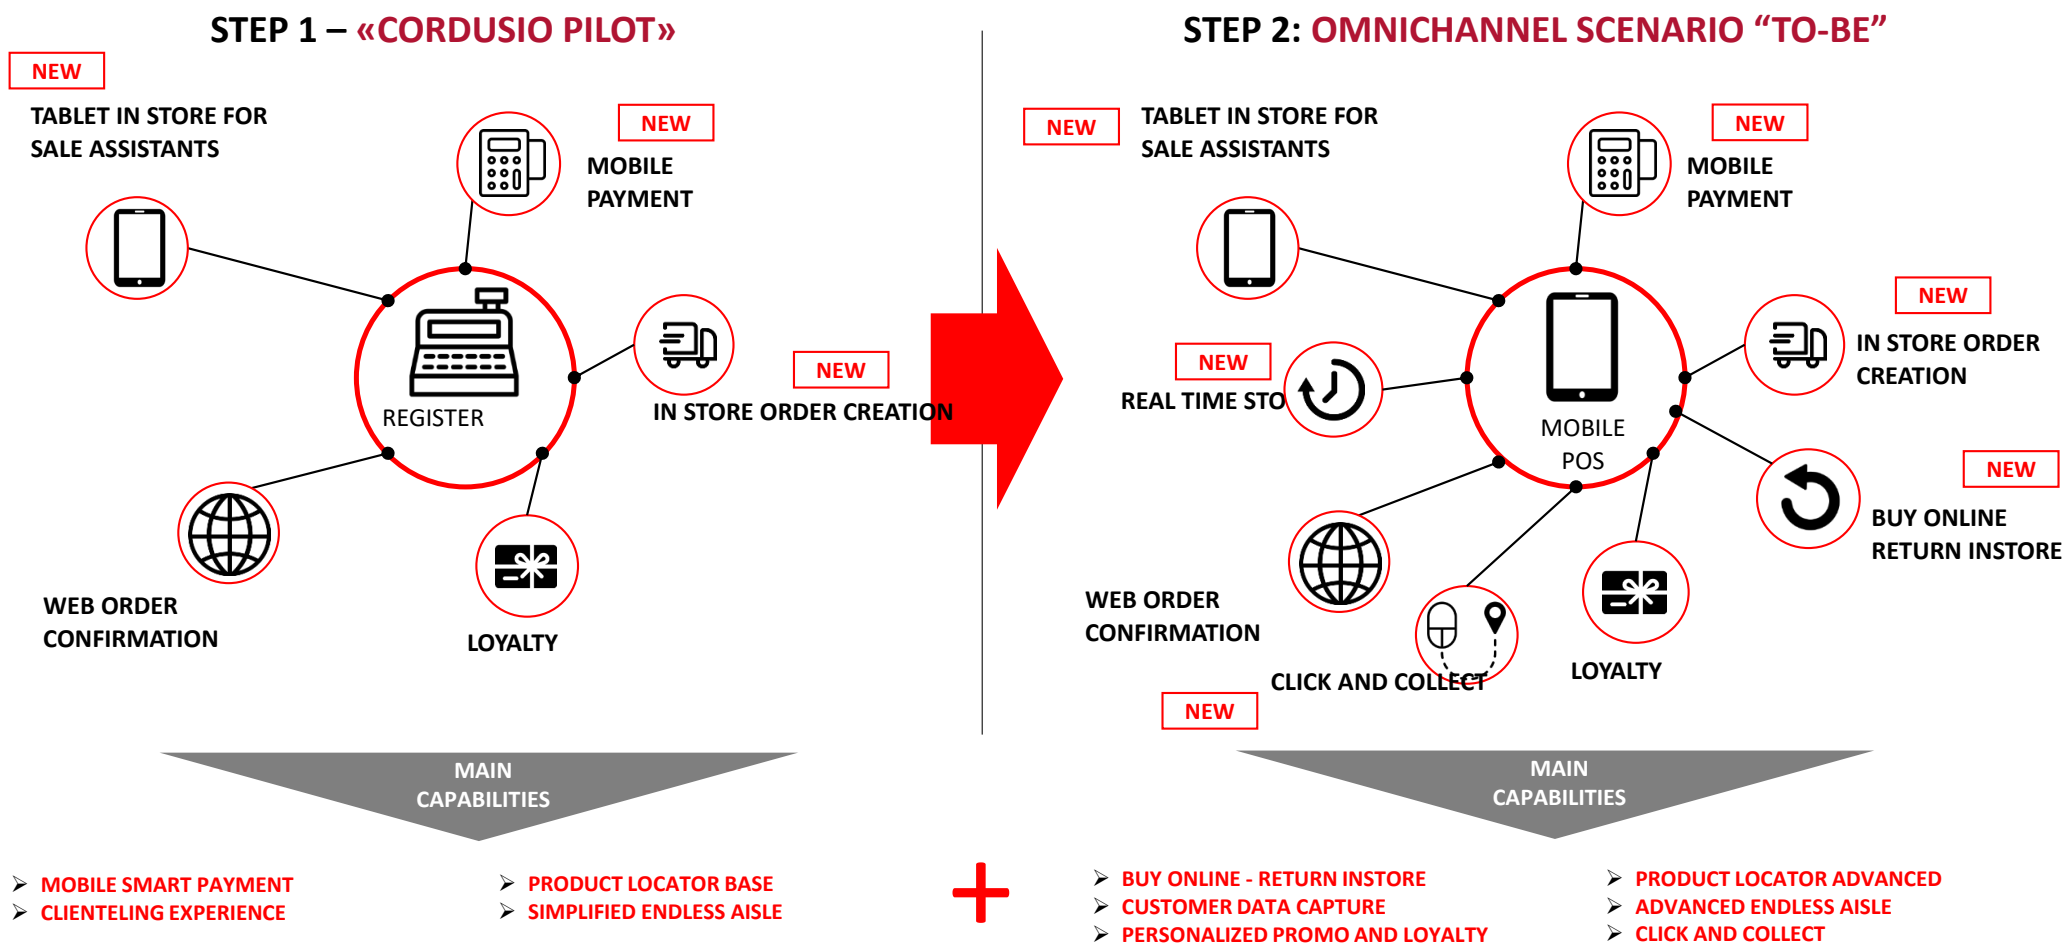 STEP 1 – «CORDUSIO PILOT»
NEW
TABLET IN STORE FOR
SALE ASSISTANTS
NEW
MOBILE
PAYMENT
REGISTER
NEW
IN STORE ORDER CREATION
WEB ORDER
CONFIRMATION
LOYALTY
MAIN
CAPABILITIES
➢ MOBILE SMART PAYMENT
➢ CLIENTELING EXPERIENCE
➢ PRODUCT LOCATOR BASE
➢ SIMPLIFIED ENDLESS AISLE
+
STEP 2: OMNICHANNEL SCENARIO “TO-BE”
NEW
TABLET IN STORE FOR
SALE ASSISTANTS
NEW
MOBILE
PAYMENT
NEW
IN STORE ORDER
CREATION
NEW
REAL TIME STO
MOBILE
POS
NEW
BUY ONLINE
RETURN INSTORE
WEB ORDER
CONFIRMATION
CLICK AND COLLECT
NEW
LOYALTY
MAIN
CAPABILITIES
➢ BUY ONLINE - RETURN INSTORE
➢ CUSTOMER DATA CAPTURE
➢ PERSONALIZED PROMO AND LOYALTY
➢ PRODUCT LOCATOR ADVANCED
➢ ADVANCED ENDLESS AISLE
➢ CLICK AND COLLECT